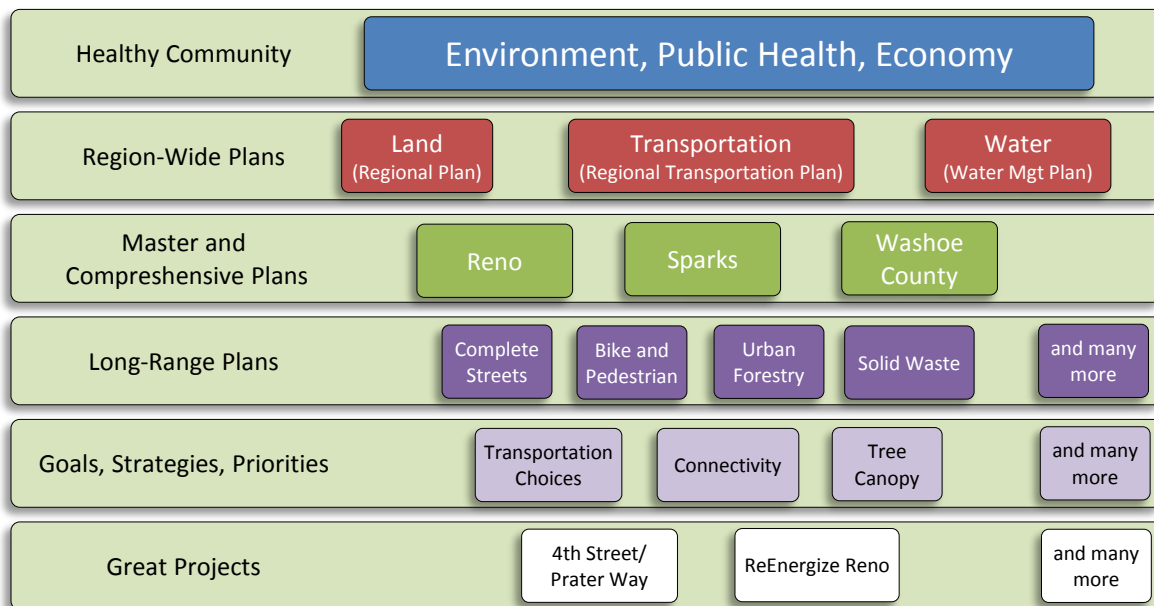 Healthy Community
Environment, Public Health, Economy
Region-Wide Plans
Land
(Regional Plan)
Transportation
(Regional Transportation Plan)
Water
(Water Mgt Plan)
Master and
Compreshensive Plans
Reno
Sparks
Washoe
County
Long-Range Plans
Complete
Streets
Bike and
Pedestrian
Urban
Forestry
Solid Waste
and many
more
Goals, Strategies, Priorities
Transportation
Choices
Connectivity
Tree
Canopy
and many
more
Great Projects
4th Street/
Prater Way
ReEnergize Reno
and many
more